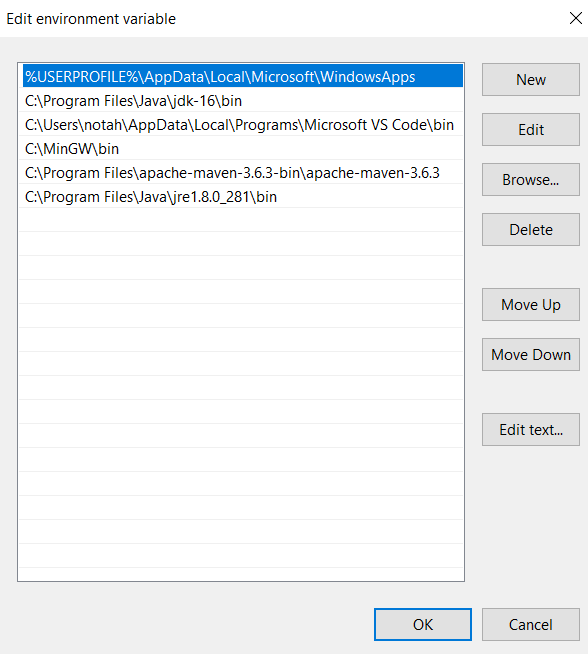 Edit environment variable
%USERPROFILE%\AppData\Local\Microsoft\WindowsApps
C:\Program Files\Java\jdk-16\bin
C:\Users\notah\AppData\Local\Programs\Microsoft VS Code\bin
C:\MinGW\bin
C:\Program Files\apache-maven-3.6.3-bin\apache-maven-3.6.3
C:\Program Files\Java\jre1.8.0_281\bin
New
Edit
Browse...
Delete
Move Up
Move Down
Edit text...
OK
Cancel